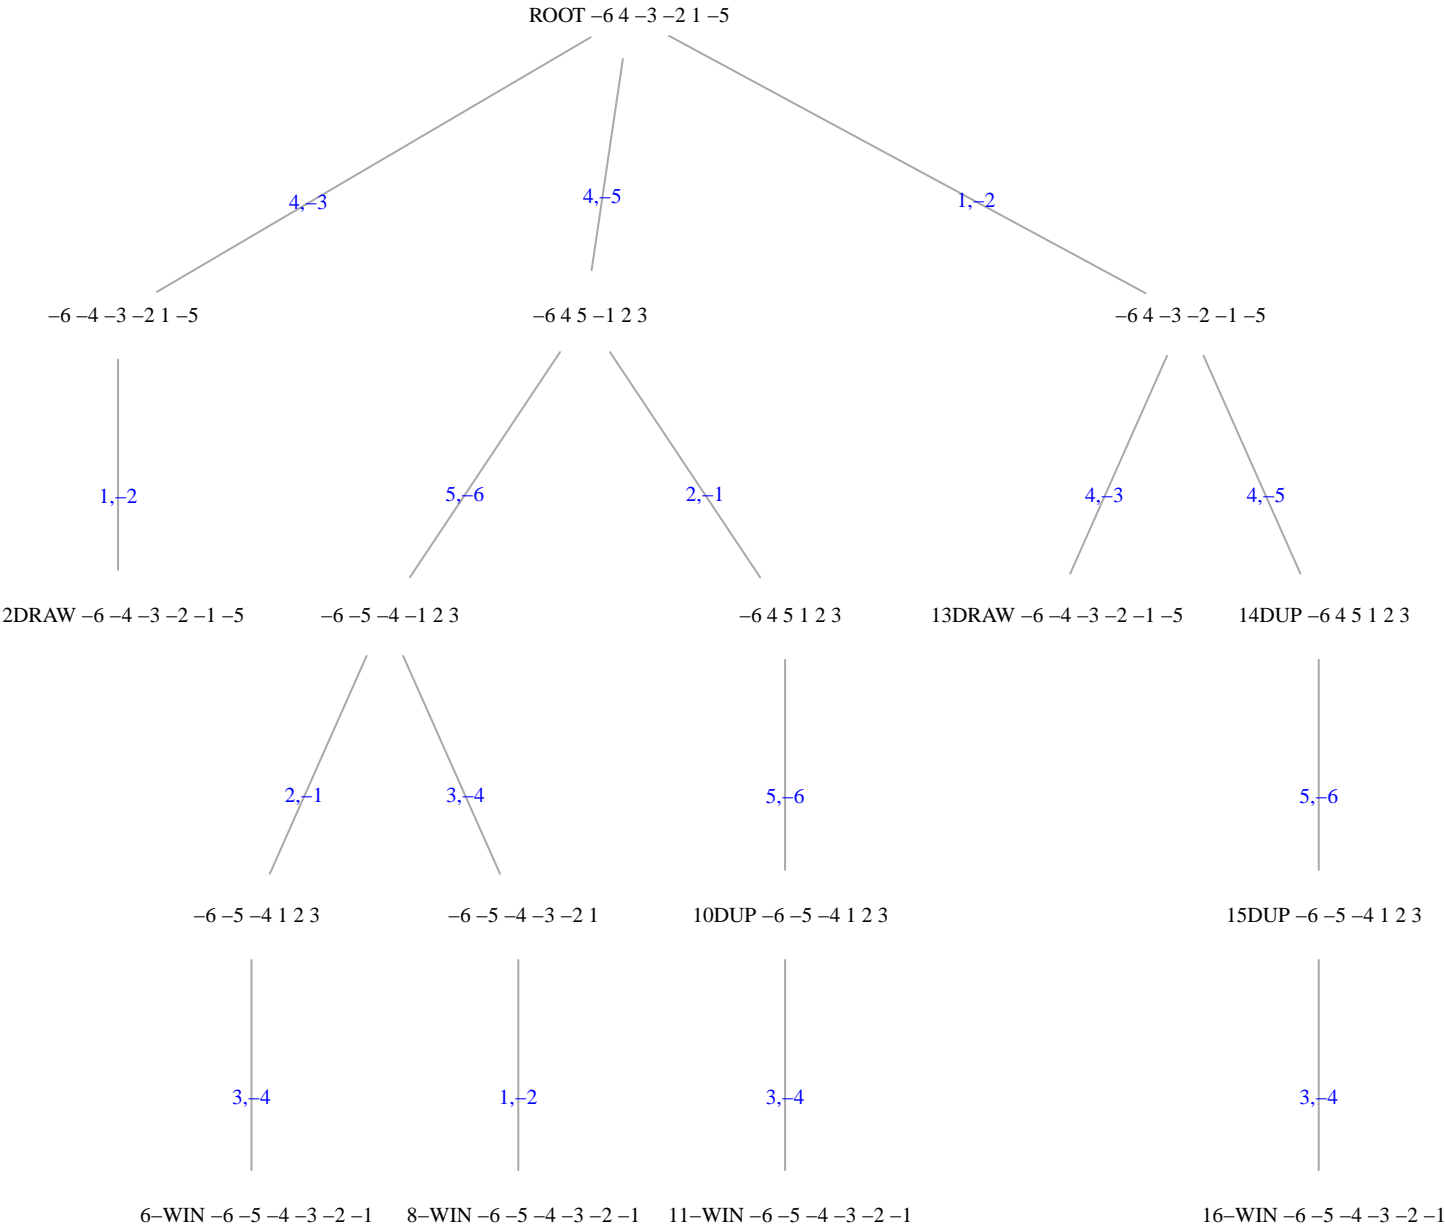 ROOT −6 4 −3 −2 1 −5
4,−3
4,−5
1,−2
−6 −4 −3 −2 1 −5
−6 4 5 −1 2 3
−6 4 −3 −2 −1 −5
1,−2
5,−6
2,−1
4,−3
4,−5
2DRAW −6 −4 −3 −2 −1 −5
−6 −5 −4 −1 2 3
−6 4 5 1 2 3
13DRAW −6 −4 −3 −2 −1 −5
14DUP −6 4 5 1 2 3
2,−1
3,−4
5,−6
5,−6
−6 −5 −4 1 2 3
−6 −5 −4 −3 −2 1
10DUP −6 −5 −4 1 2 3
15DUP −6 −5 −4 1 2 3
3,−4
1,−2
3,−4
3,−4
6−WIN −6 −5 −4 −3 −2 −1
8−WIN −6 −5 −4 −3 −2 −1
11−WIN −6 −5 −4 −3 −2 −1
16−WIN −6 −5 −4 −3 −2 −1